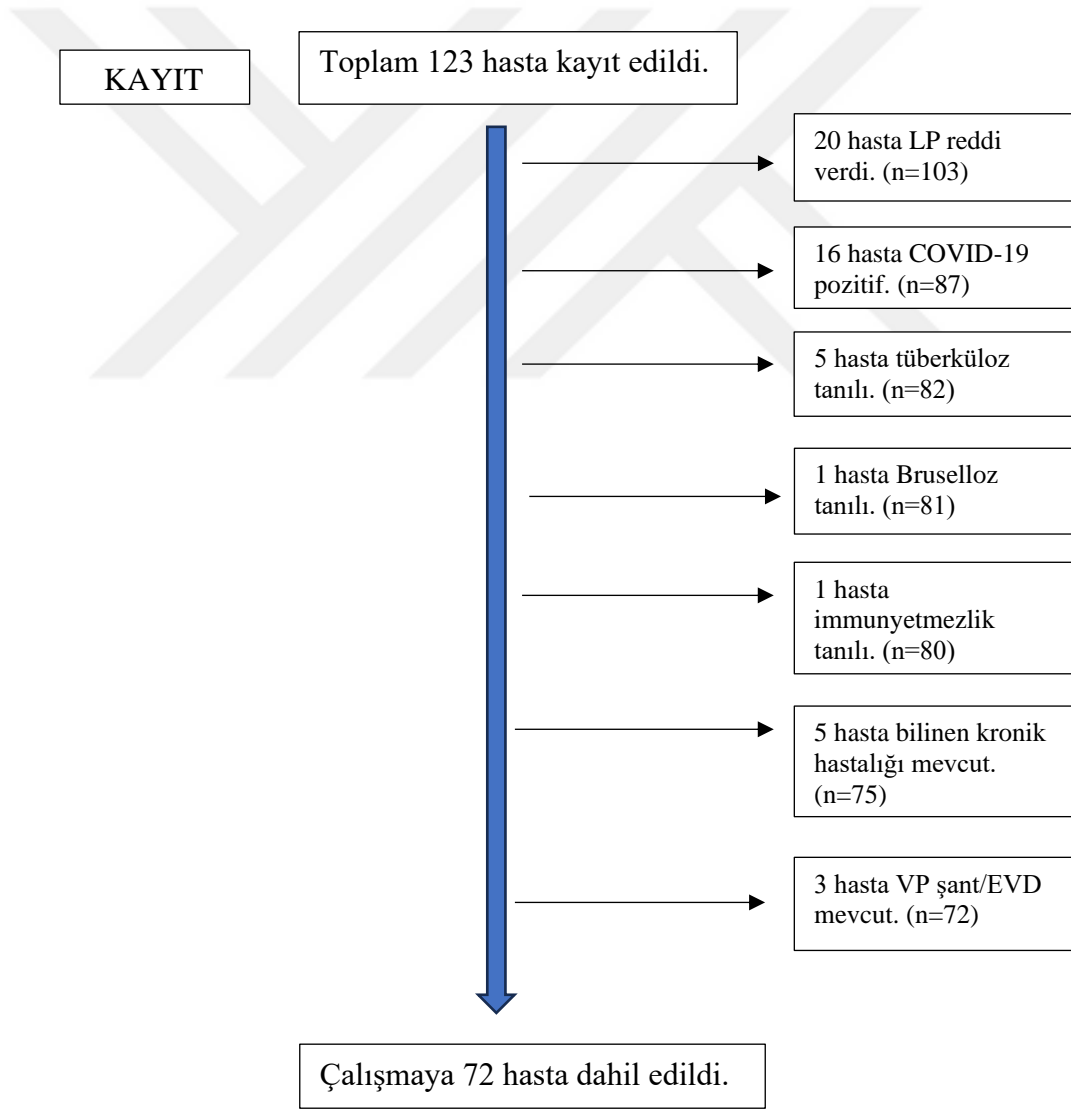 KAYIT
Toplam 123 hasta kayıt edildi.
20 hasta LP reddi
verdi. (n=103)
16 hasta COVID-19
pozitif. (n=87)
5 hasta tüberküloz
tanılı. (n=82)
1 hasta Bruselloz
tanılı. (n=81)
1 hasta
immunyetmezlik
tanılı. (n=80)
5 hasta bilinen kronik
hastalığı mevcut.
(n=75)
3 hasta VP şant/EVD
mevcut. (n=72)
Çalışmaya 72 hasta dahil edildi.